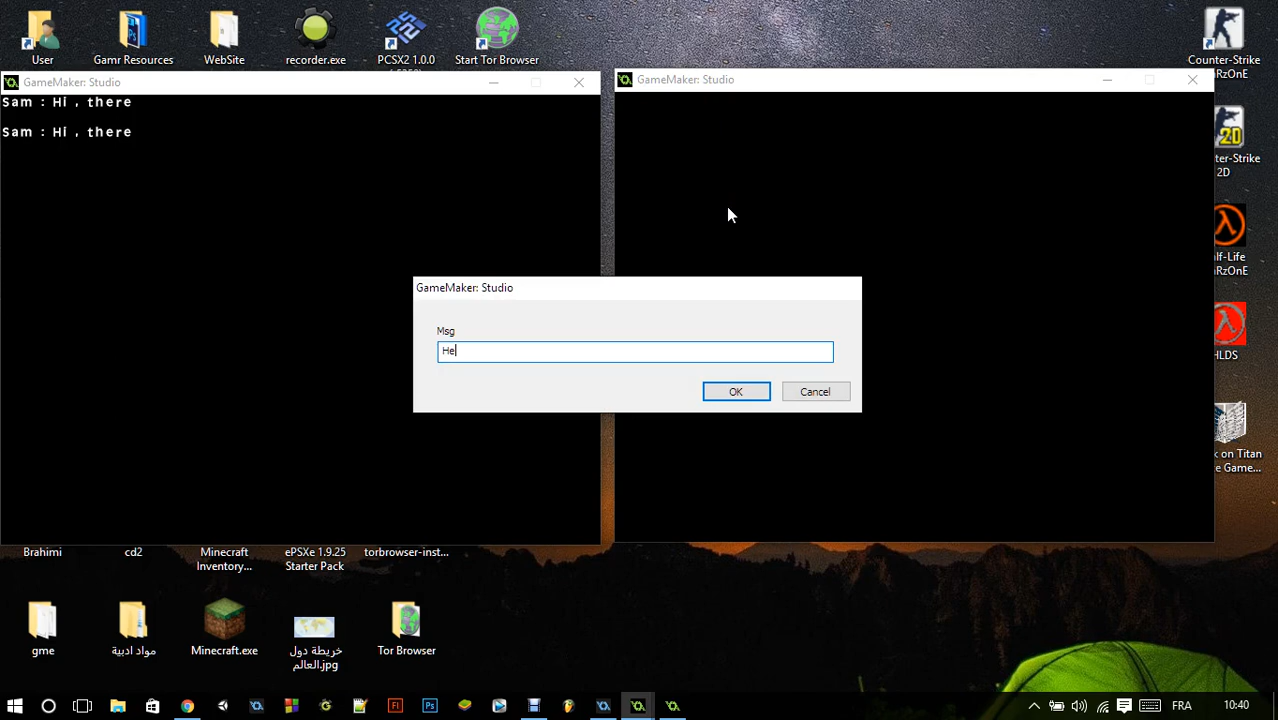 User
Gamr Resources
WebSite
recorder.exe
PCSX2 1.0.0
Start Tor Browser
Counter-Strike
GameMaker: Studio
Sam : Hi , there
Sam : Hi , there
GameMaker: Studio
2D
GameMaker: Studio
Msg
He
OK
Cancel
Brahimi
cd2
Minecraft
Inventory...
ePSXe 1.9.25
Starter Pack
torbrowser-inst...
gme
مواد ادبية
Minecraft.exe
خريطة دول
العالم.jpg
Tor Browser
FRA
10:40